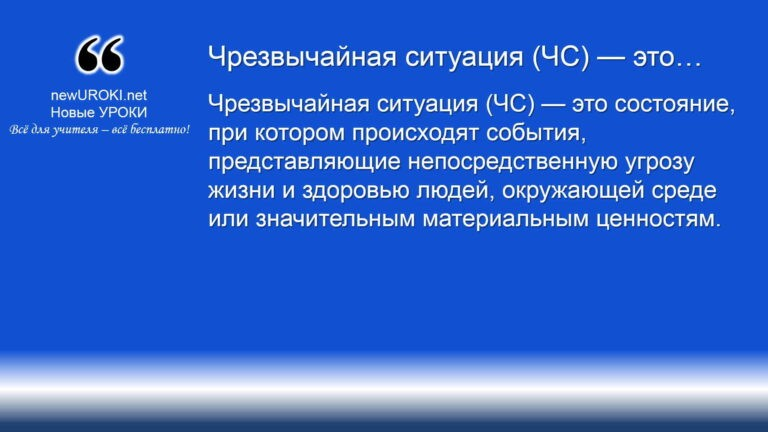 “
newUROKI.net
Новые УРОКИ
Всё для учителя – всё бесплатно!
Чрезвычайная ситуация (ЧС) — это…
Чрезвычайная ситуация (ЧС) — это состояние,
при котором происходят события,
представляющие непосредственную угрозу
жизни и здоровью людей, окружающей среде
или значительным материальным ценностям.